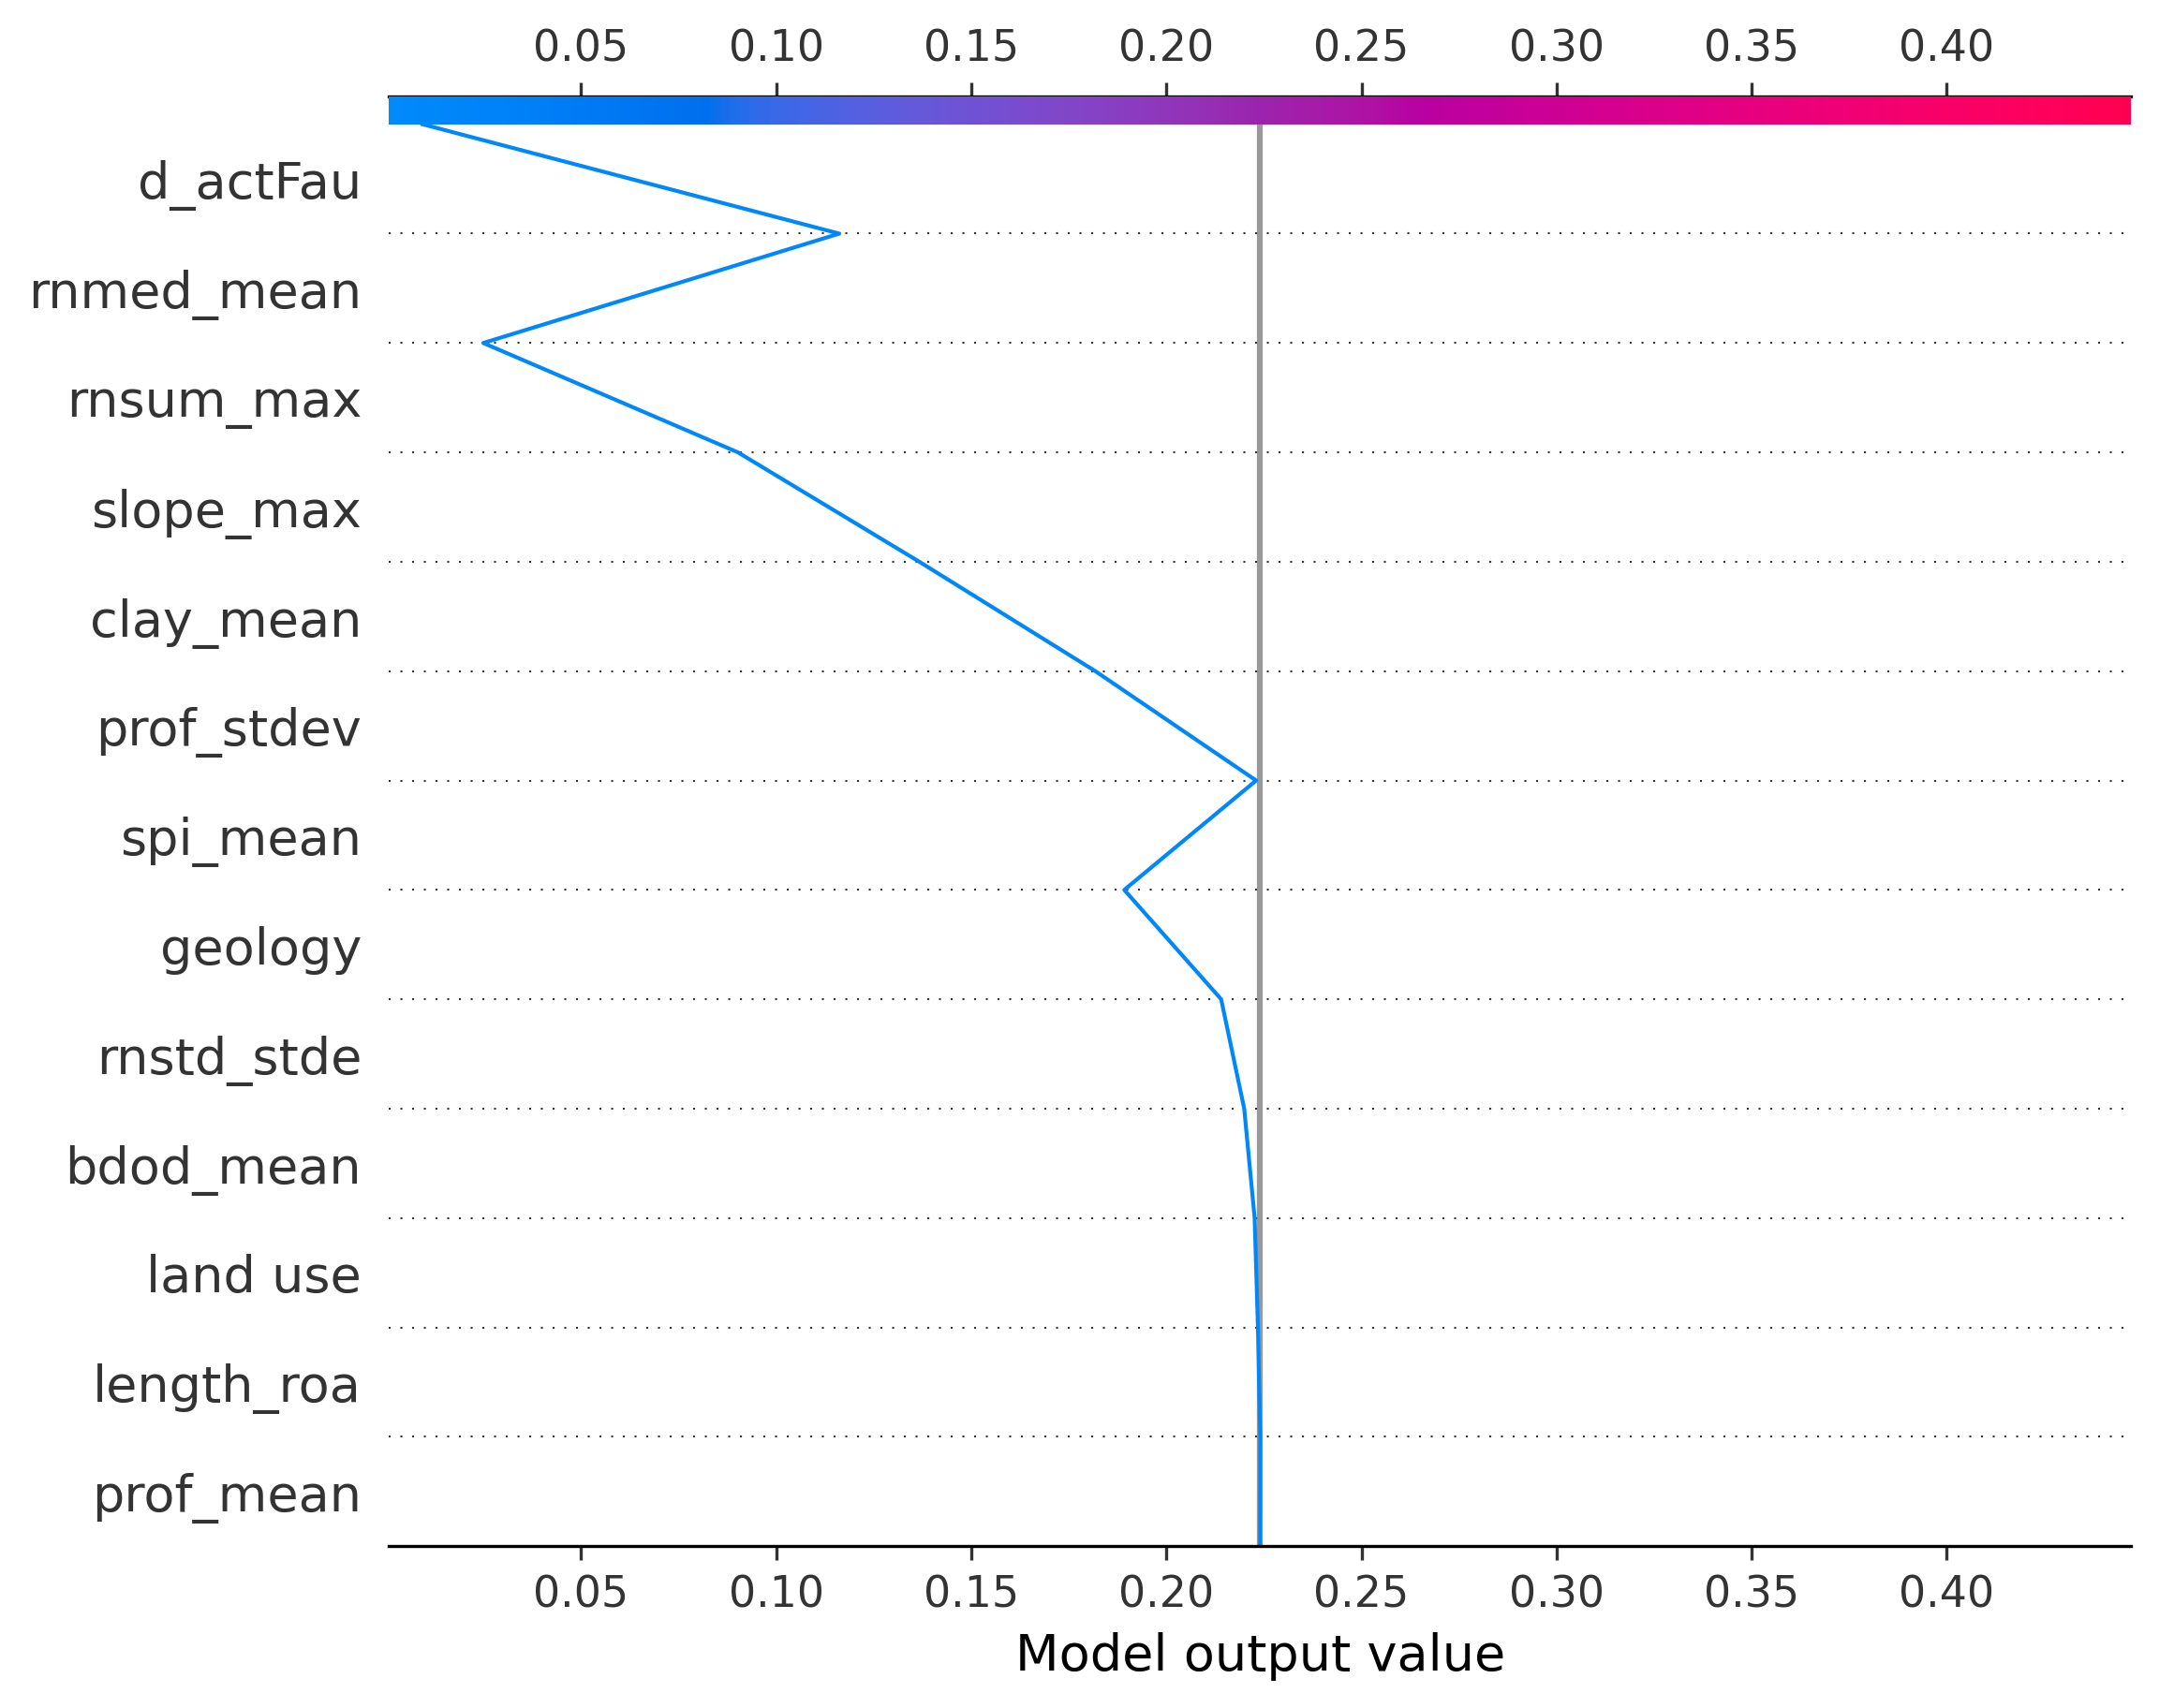 0.05 0.10 0.15 0.20 0.25 0.30 0.35 0.40
d_actFau
rnmed_mean
rnsum_max
slope_max
clay_mean
prof_stdev
spi_mean
geology
rnstd_stde
bdod_mean
land use
length_roa
prof_mean
0.05 0.10 0.15 0.20 0.25 0.30 0.35 0.40
Model output value